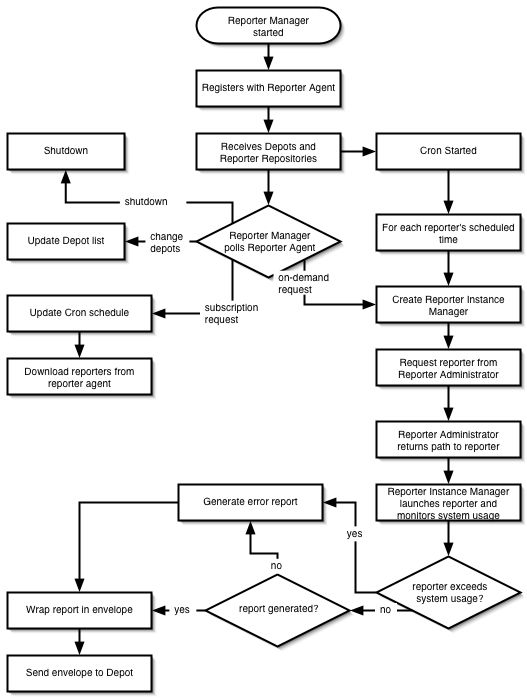 Reporter Manager
started
Registers with Reporter Agent
Receives Depots and
Reporter Repositories
Cron Started
Shutdown
shutdown
For each reporter's scheduled
time
Update Depot list
change
depots
Reporter Manager
polls Reporter Agent
on-demand
request
Create Reporter Instance
Manager
Update Cron schedule
subscription
request
Download reporters from
reporter agent
Request reporter from
Reporter Administrator
Reporter Administrator
returns path to reporter
Reporter Instance Manager
launches reporter and
monitors system usage
Generate error report
yes
no
reporter exceeds
system usage?
Wrap report in envelope
yes
report generated?
no
Send envelope to Depot